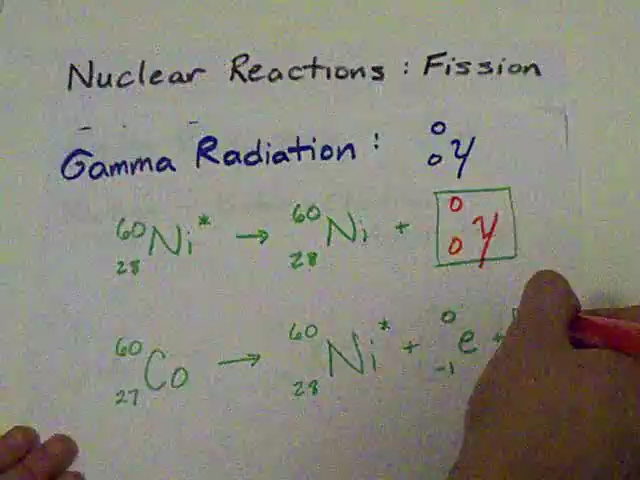 Nuclear Reactions : Fission
Gamma Radiation : ⁰₀γ
⁶⁰₂₈Ni* → ⁶⁰₂₈Ni + ⁰₀γ
⁶⁰₂₇Co → ⁶⁰₂₈Ni* + ⁰₋₁e +